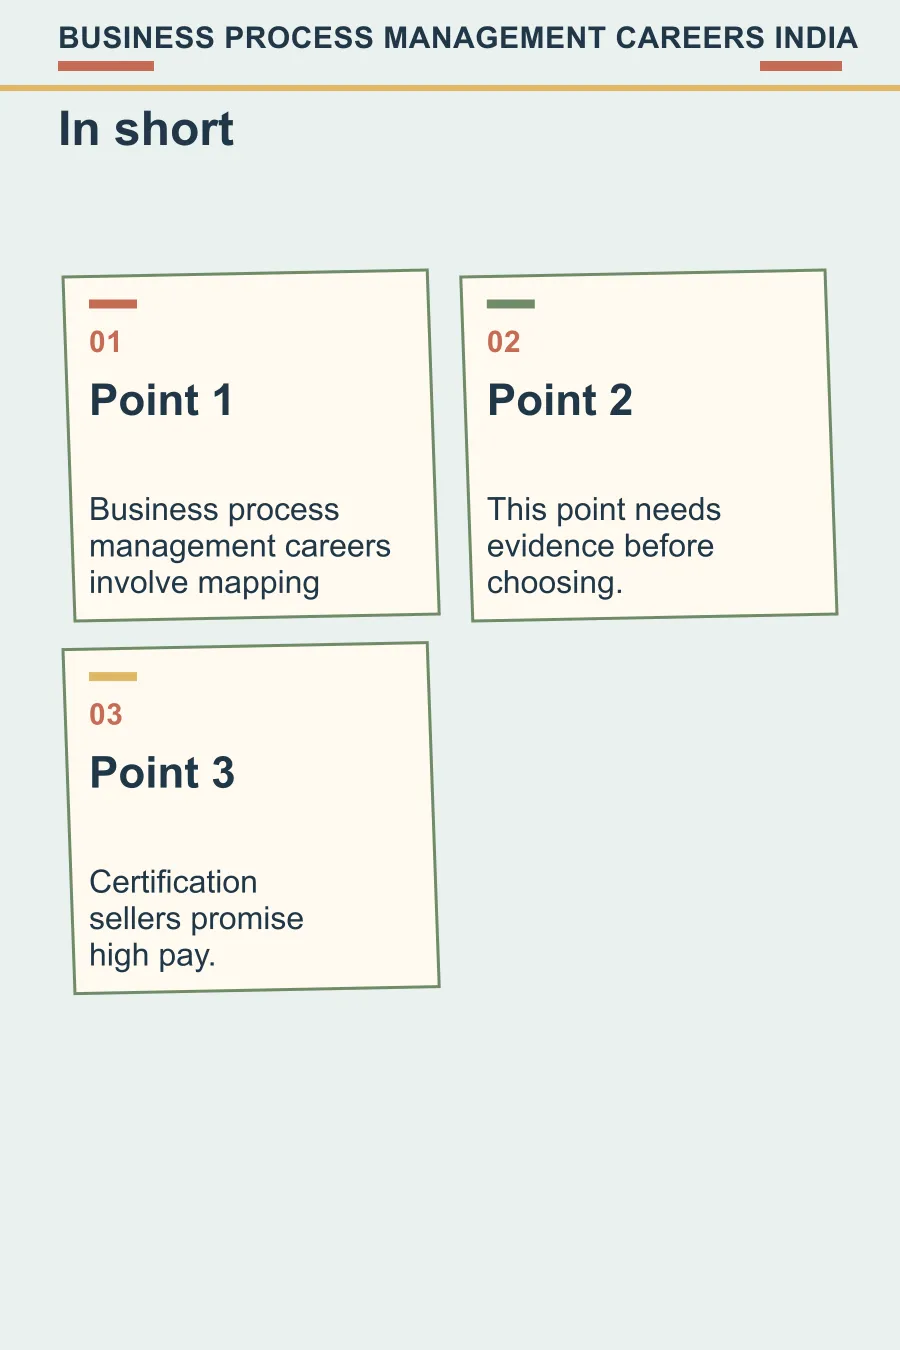 BUSINESS PROCESS MANAGEMENT CAREERS INDIA
In short
01
Point 1
Business process
management careers
involve mapping
02
Point 2
This point needs
evidence before
choosing.
03
Point 3
Certification
sellers promise
high pay.